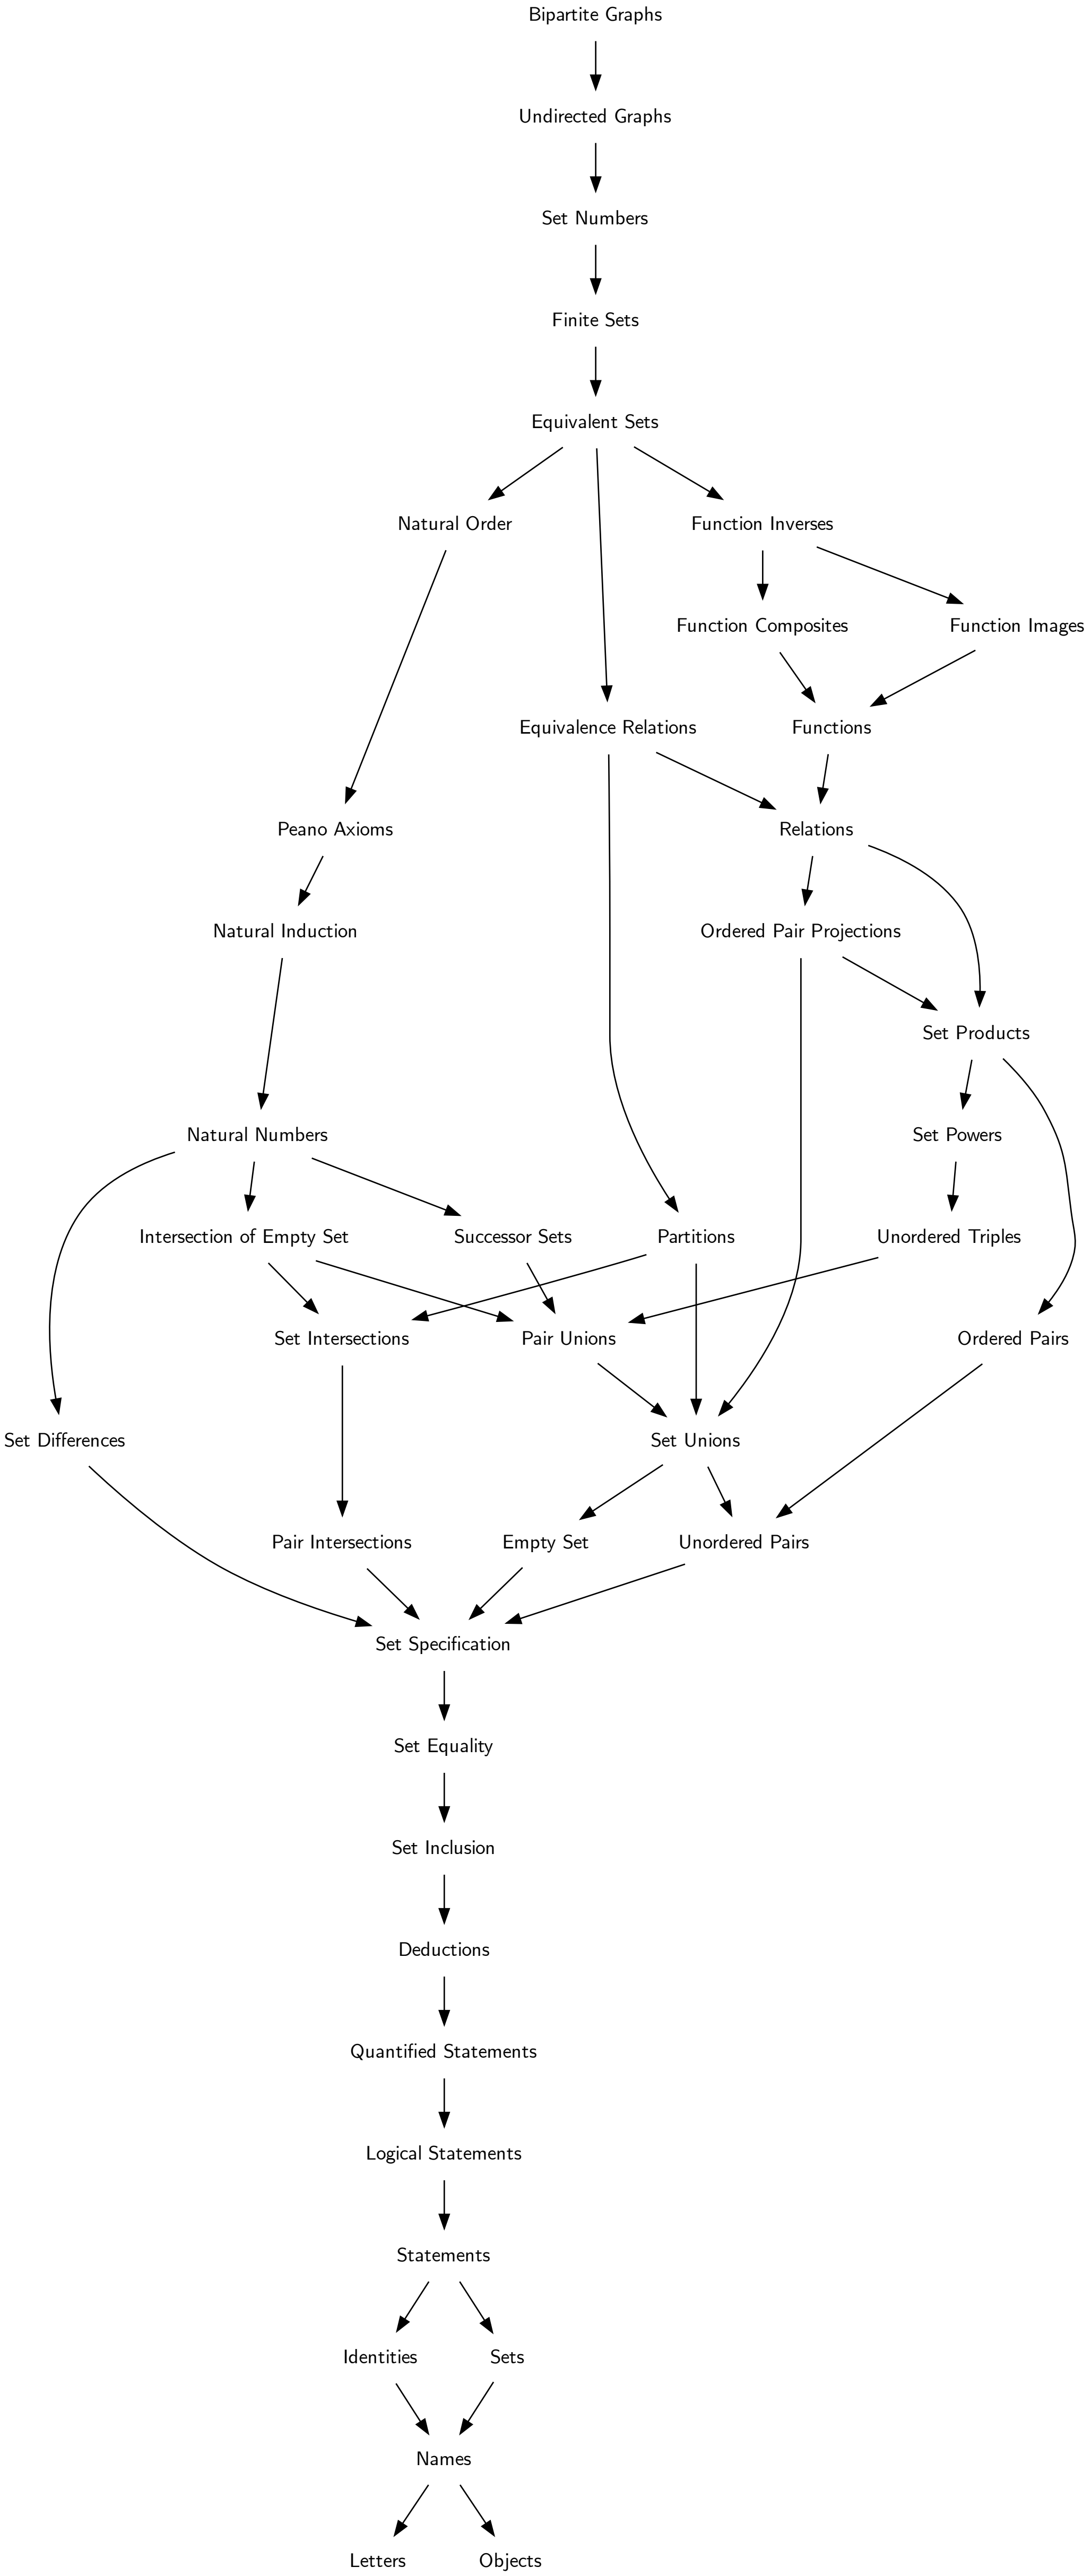 Bipartite Graphs
Undirected Graphs
Set Numbers
Finite Sets
Equivalent Sets
Natural Order
Function Inverses
Function Composites
Function Images
Equivalence Relations
Functions
Peano Axioms
Relations
Natural Induction
Ordered Pair Projections
Set Products
Natural Numbers
Set Powers
Intersection of Empty Set
Successor Sets
Partitions
Unordered Triples
Set Intersections
Pair Unions
Ordered Pairs
Set Differences
Set Unions
Pair Intersections
Empty Set
Unordered Pairs
Set Specification
Set Equality
Set Inclusion
Deductions
Quantified Statements
Logical Statements
Statements
Identities
Sets
Names
Letters
Objects